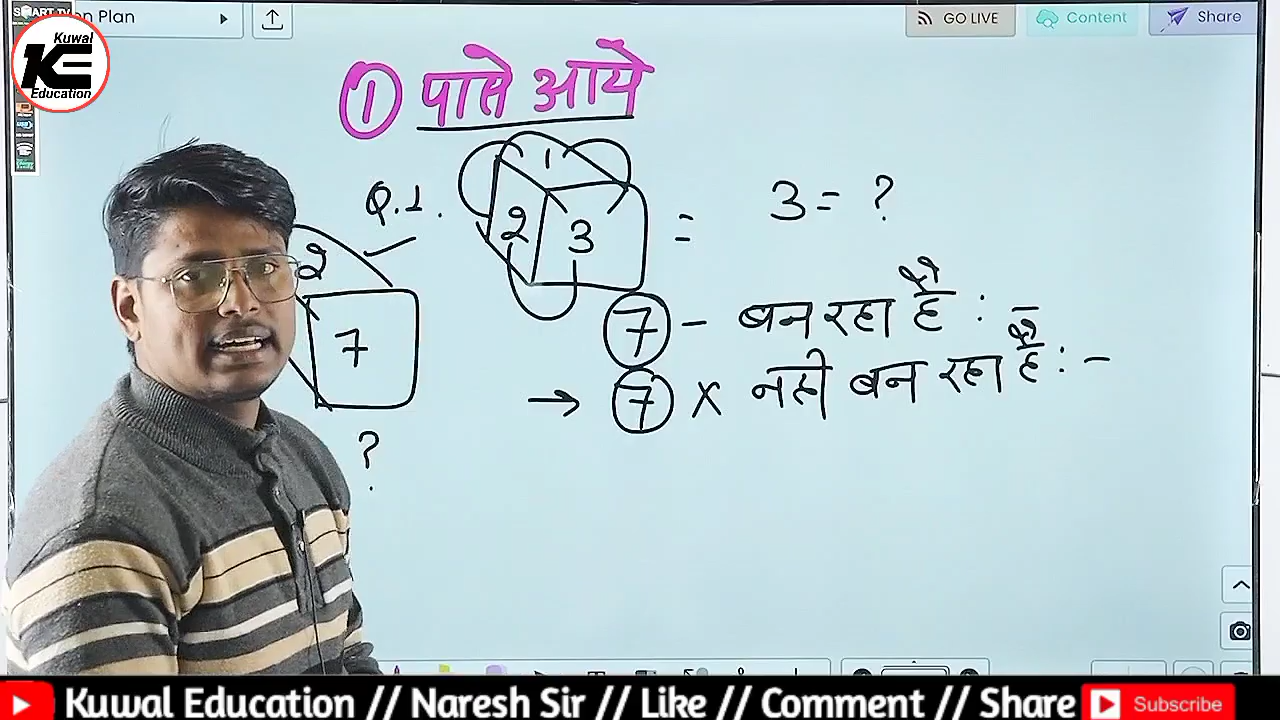 Plan
GO LIVE
Content
Share
Kuwal
KE
Education
① पासे आये
Q.1.
1
2 3 =
3 = ?
2
7
?
7 - बन रहा है :-
→ 7 x नही बन रहा है :-
Kuwal Education // Naresh Sir // Like // Comment // Share
Subscribe